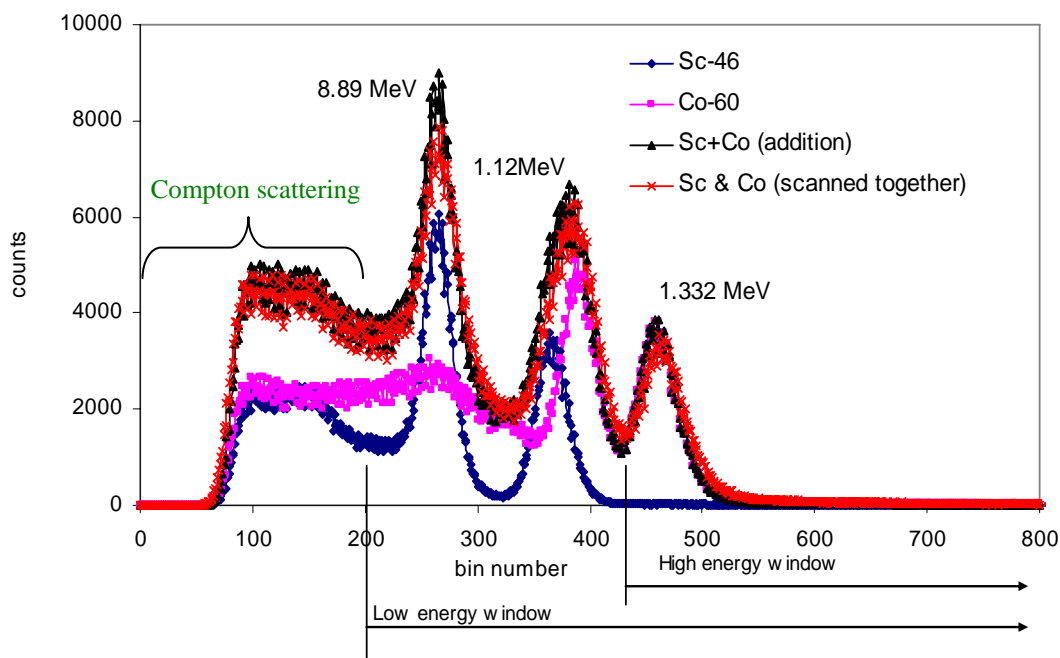 10000
8000
6000
4000
2000
0
counts
8.89 MeV
1.12MeV
1.332 MeV
Compton scattering
Sc-46
Co-60
Sc+Co (addition)
Sc & Co (scanned together)
0 100 200 300 400 500 600 700 800
bin number
High energy window
Low energy window